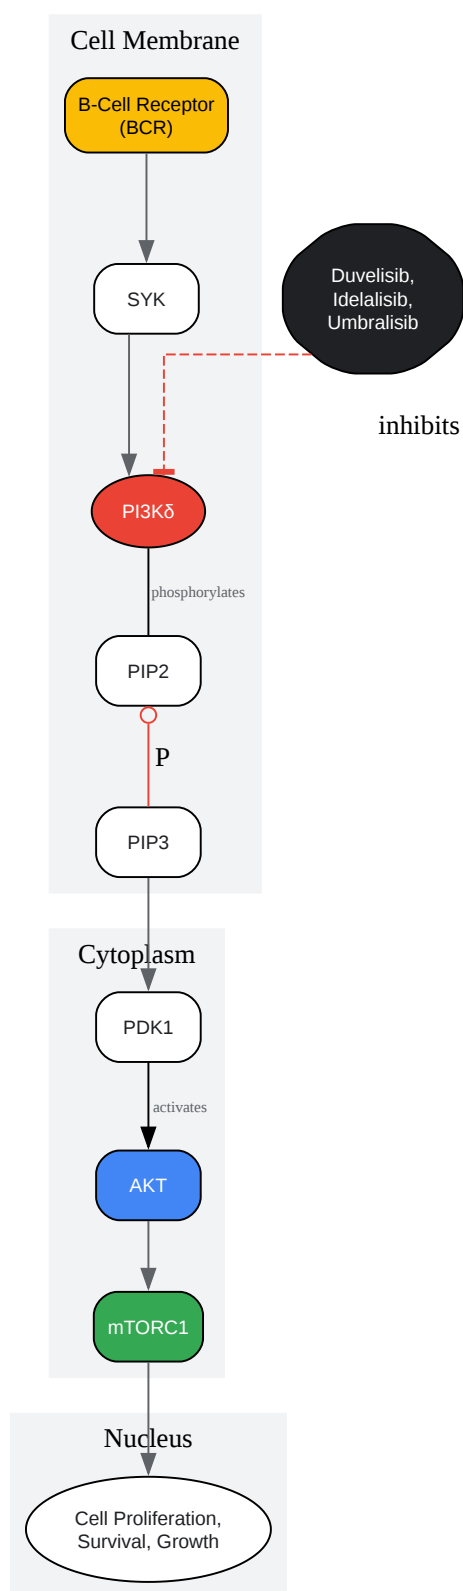 Cell Membrane
B-Cell Receptor
(BCR)
SYK
Duvelisib,
Idelalisib,
Umbralisib
inhibits
PI3Kδ
phosphorylates
PIP2
P
PIP3
Cytoplasm
PDK1
activates
AKT
mTORC1
Nucleus
Cell Proliferation,
Survival, Growth